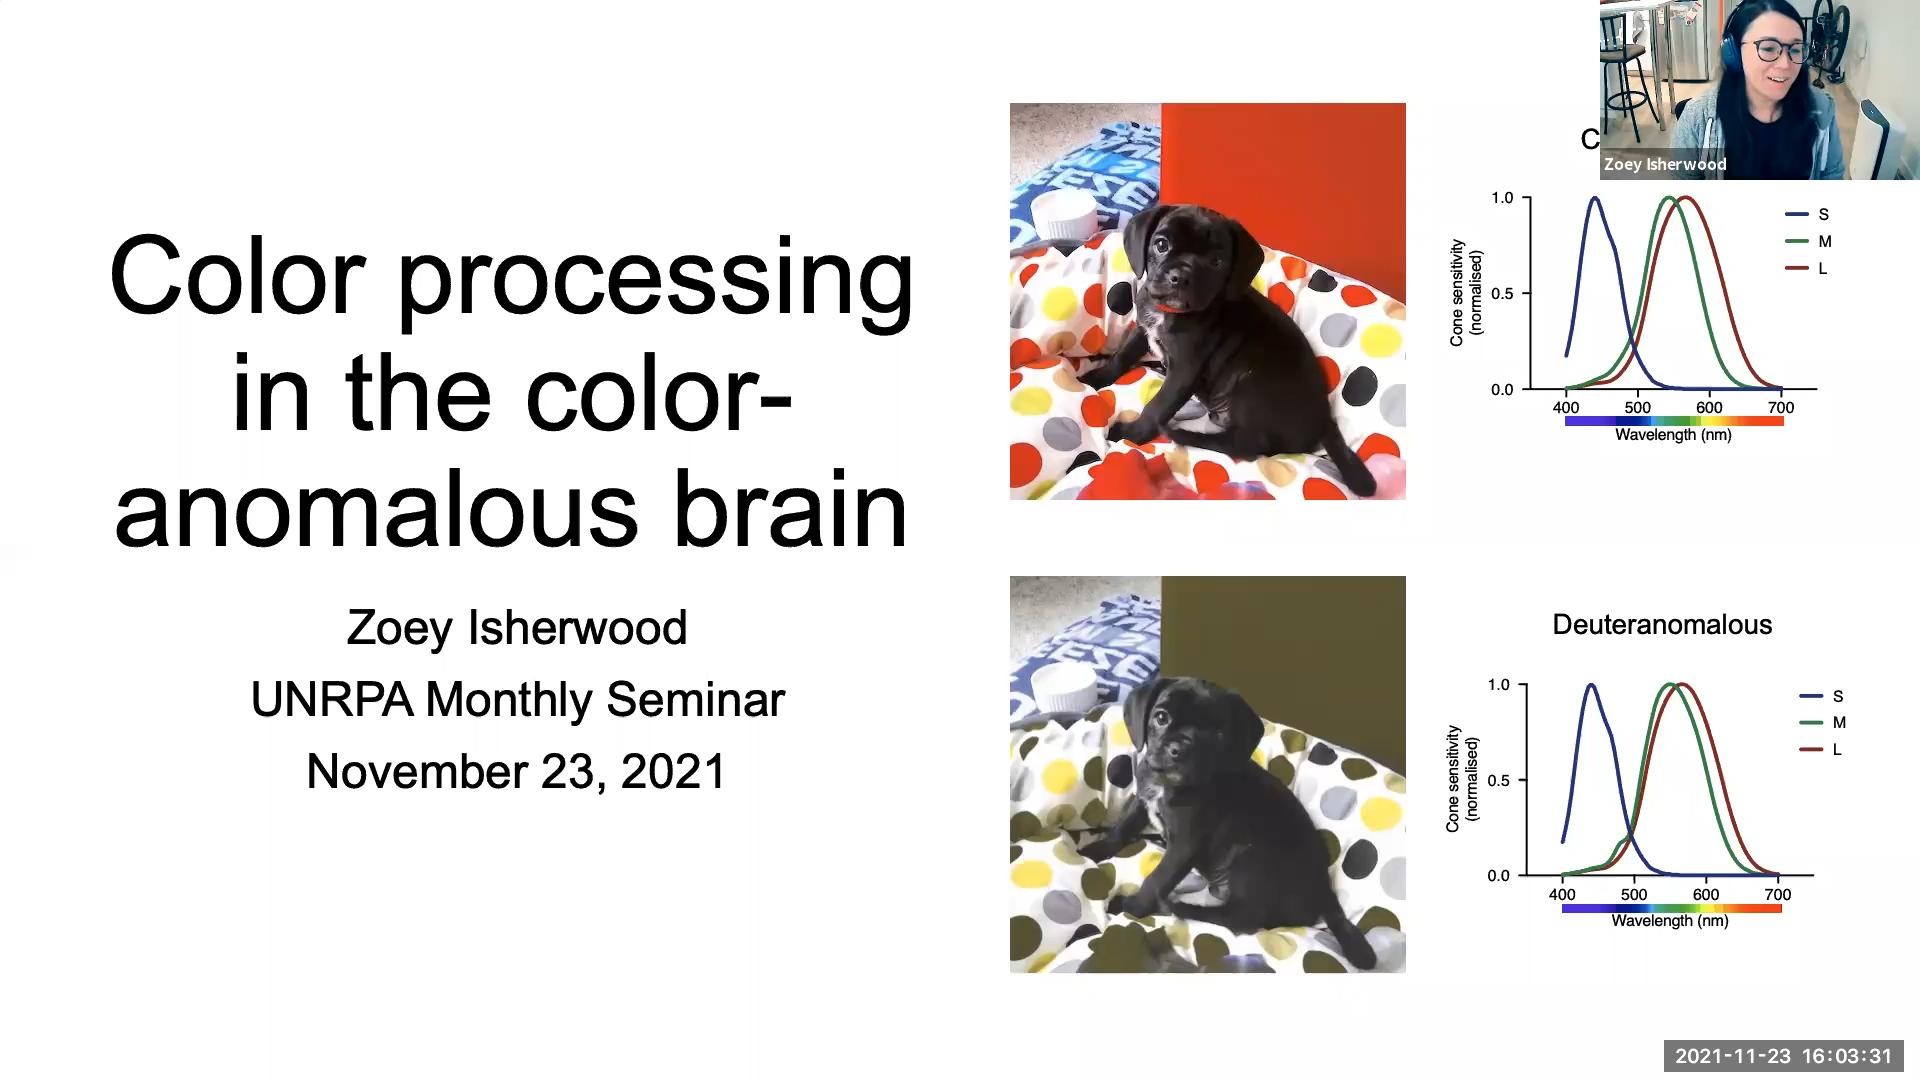 Color processing
in the color-
anomalous brain
Zoey Isherwood
UNRPA Monthly Seminar
November 23, 2021
Zoey Isherwood
C
1.0
0.5
0.0
Cone sensitivity
(normalised)
S
M
L
400 500 600 700
Wavelength (nm)
Deuteranomalous
1.0
0.5
0.0
Cone sensitivity
(normalised)
S
M
L
400 500 600 700
Wavelength (nm)
2021-11-23 16:03:31